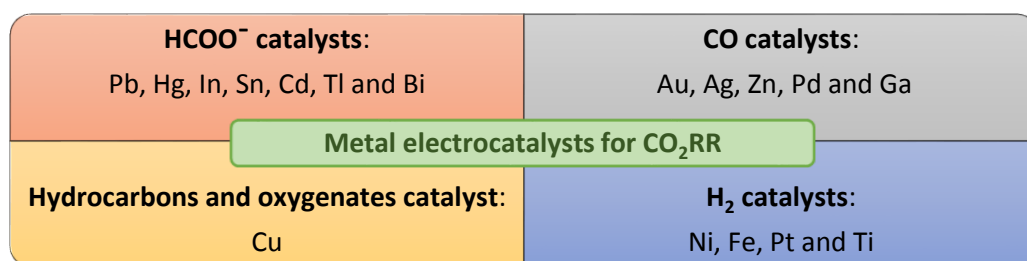 HCOO⁻ catalysts:
Pb, Hg, In, Sn, Cd, Tl and Bi
CO catalysts:
Au, Ag, Zn, Pd and Ga
Metal electrocatalysts for CO₂RR
Hydrocarbons and oxygenates catalyst:
Cu
H₂ catalysts:
Ni, Fe, Pt and Ti